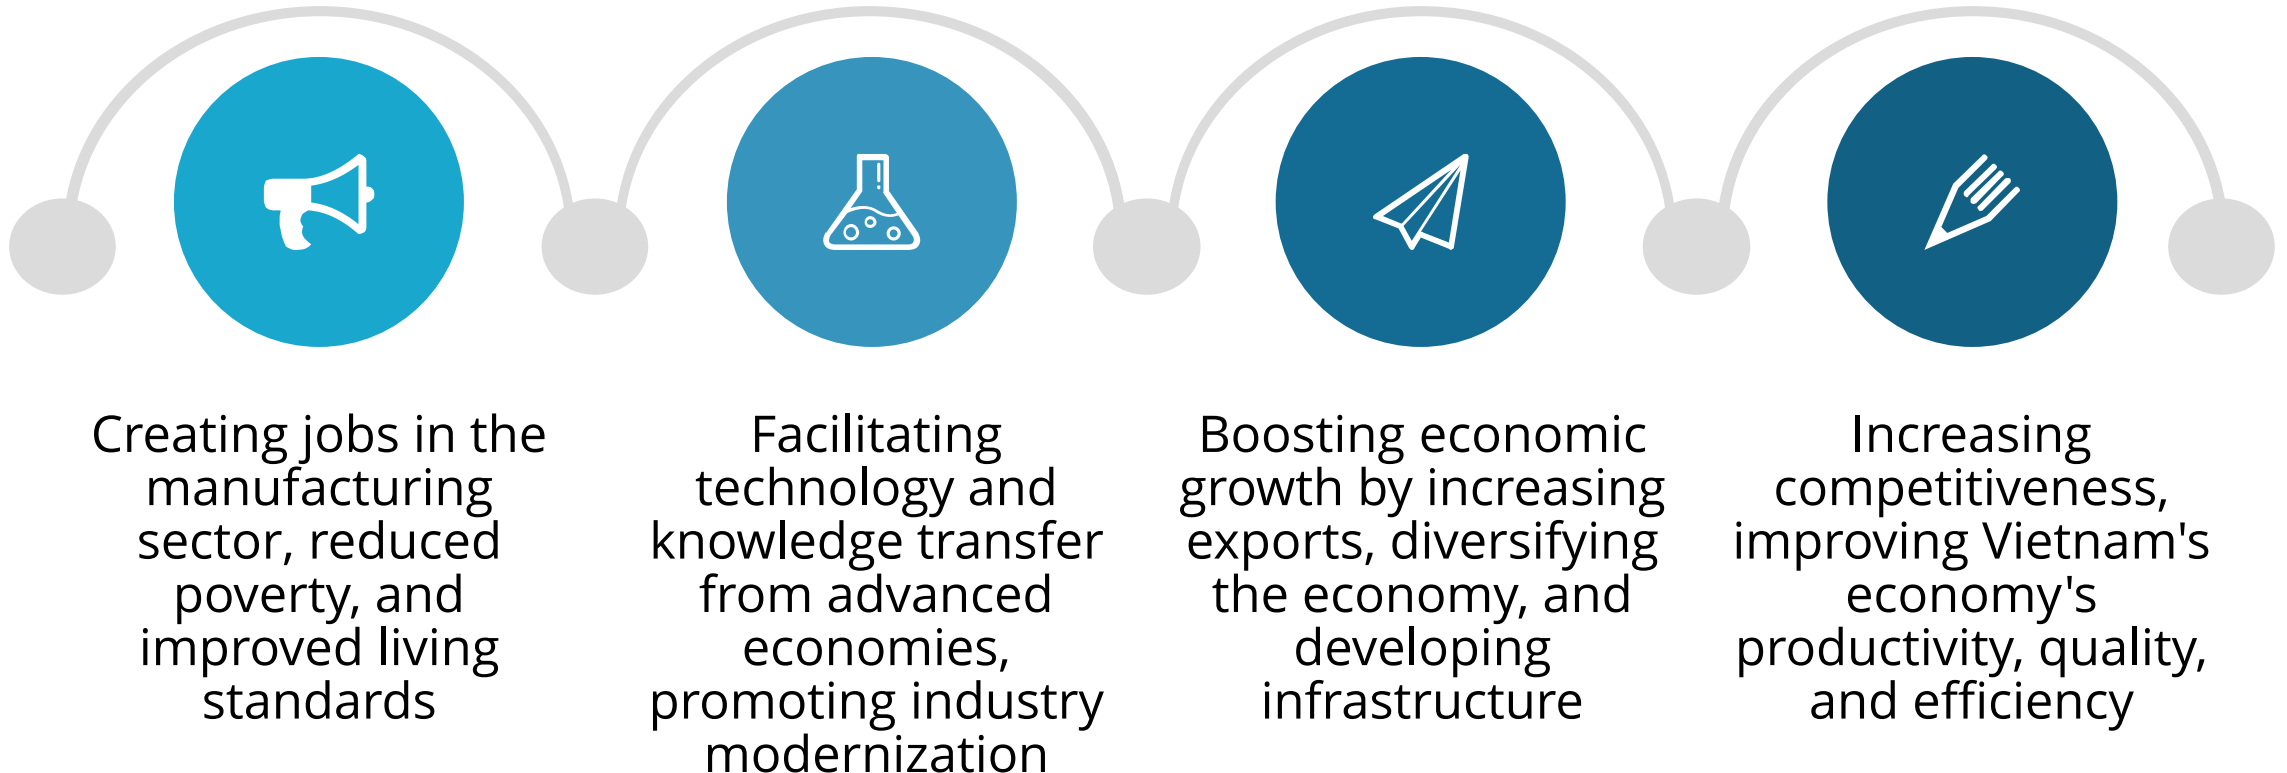 Creating jobs in the
manufacturing
sector, reduced
poverty, and
improved living
standards
Facilitating
technology and
knowledge transfer
from advanced
economies,
promoting industry
modernization
Boosting economic
growth by increasing
exports, diversifying
the economy, and
developing
infrastructure
Increasing
competitiveness,
improving Vietnam's
economy's
productivity, quality,
and efficiency